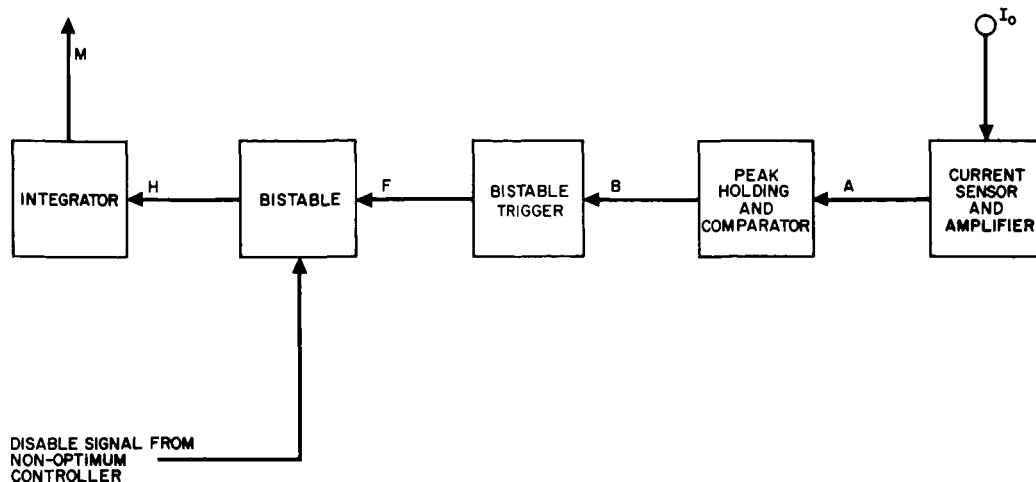 I₀
M
INTEGRATOR
H
BISTABLE
F
BISTABLE
TRIGGER
B
PEAK
HOLDING
AND
COMPARATOR
A
CURRENT
SENSOR
AND
AMPLIFIER
DISABLE SIGNAL FROM
NON-OPTIMUM
CONTROLLER